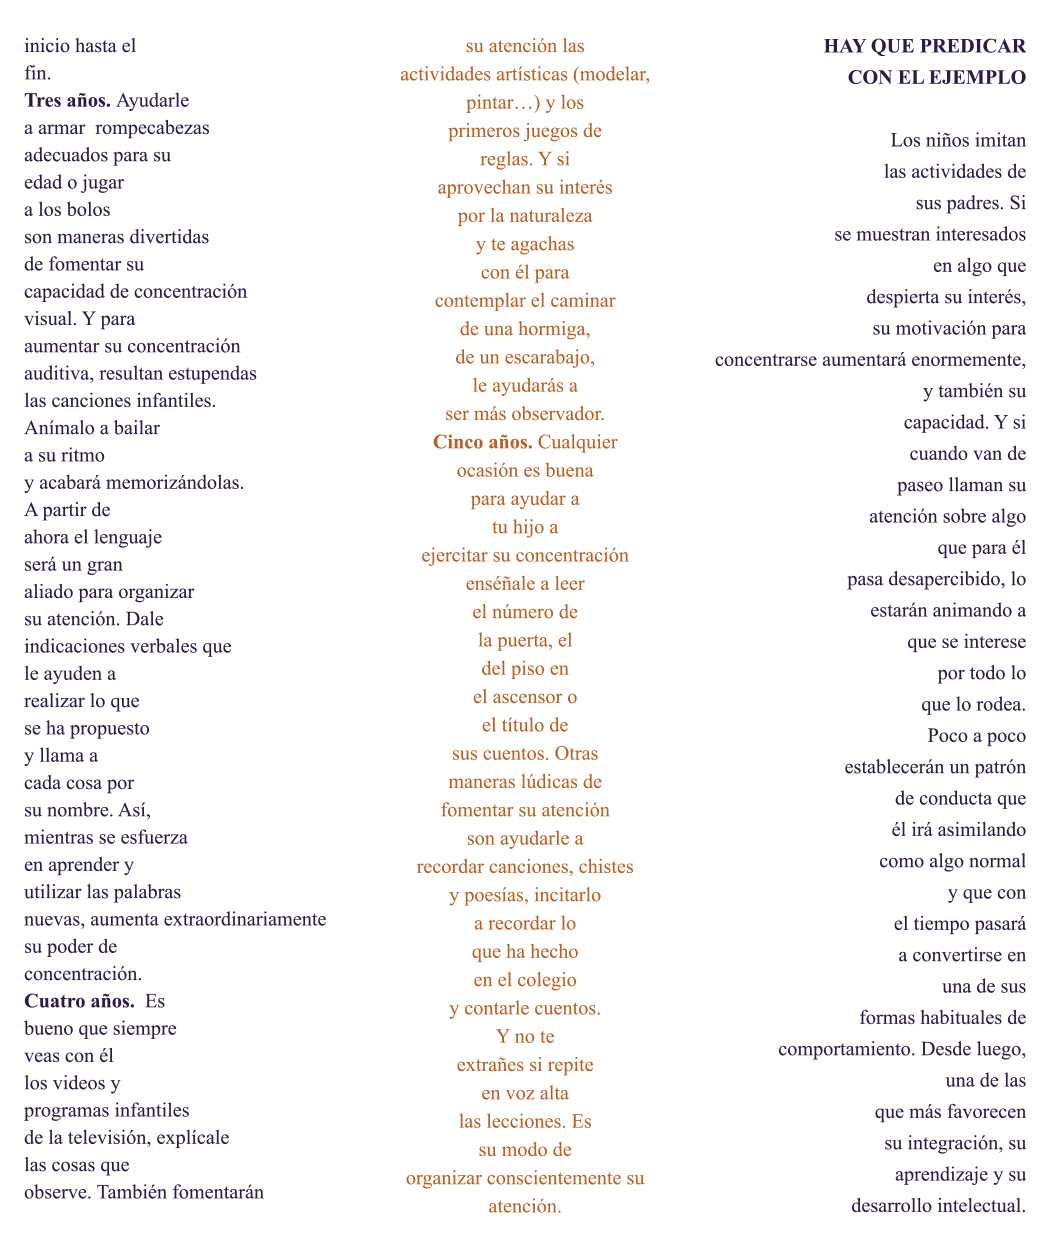 inicio hasta el
fin.
Tres años. Ayudarle
a armar  rompecabezas
adecuados para su
edad o jugar
a los bolos
son maneras divertidas
de fomentar su
capacidad de concentración
visual. Y para
aumentar su concentración
auditiva, resultan estupendas
las canciones infantiles.
Anímalo a bailar
a su ritmo
y acabará memorizándolas.
A partir de
ahora el lenguaje
será un gran
aliado para organizar
su atención. Dale
indicaciones verbales que
le ayuden a
realizar lo que
se ha propuesto
y llama a
cada cosa por
su nombre. Así,
mientras se esfuerza
en aprender y
utilizar las palabras
nuevas, aumenta extraordinariamente
su poder de
concentración.
Cuatro años.  Es
bueno que siempre
veas con él
los videos y
programas infantiles
de la televisión, explícale
las cosas que
observe. También fomentarán
su atención las
actividades artísticas (modelar,
pintar…) y los
primeros juegos de
reglas. Y si
aprovechan su interés
por la naturaleza
y te agachas
con él para
contemplar el caminar
de una hormiga,
de un escarabajo,
le ayudarás a
ser más observador.
Cinco años. Cualquier
ocasión es buena
para ayudar a
tu hijo a
ejercitar su concentración
enséñale a leer
el número de
la puerta, el
del piso en
el ascensor o
el título de
sus cuentos. Otras
maneras lúdicas de
fomentar su atención
son ayudarle a
recordar canciones, chistes
y poesías, incitarlo
a recordar lo
que ha hecho
en el colegio
y contarle cuentos.
Y no te
extrañes si repite
en voz alta
las lecciones. Es
su modo de
organizar conscientemente su
atención.
HAY QUE PREDICAR
CON EL EJEMPLO
Los niños imitan
las actividades de
sus padres. Si
se muestran interesados
en algo que
despierta su interés,
su motivación para
concentrarse aumentará enormemente,
y también su
capacidad. Y si
cuando van de
paseo llaman su
atención sobre algo
que para él
pasa desapercibido, lo
estarán animando a
que se interese
por todo lo
que lo rodea.
Poco a poco
establecerán un patrón
de conducta que
él irá asimilando
como algo normal
y que con
el tiempo pasará
a convertirse en
una de sus
formas habituales de
comportamiento. Desde luego,
una de las
que más favorecen
su integración, su
aprendizaje y su
desarrollo intelectual.